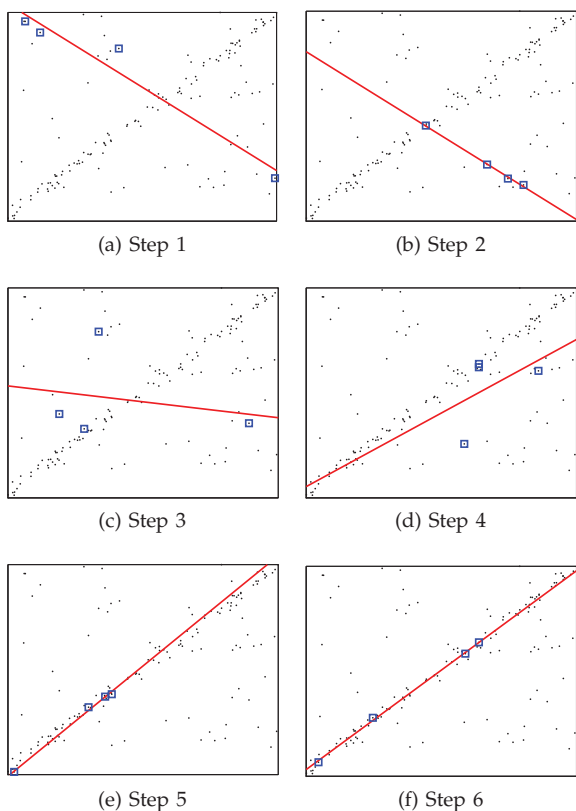 (a) Step 1
(b) Step 2
(c) Step 3
(d) Step 4
(e) Step 5
(f) Step 6